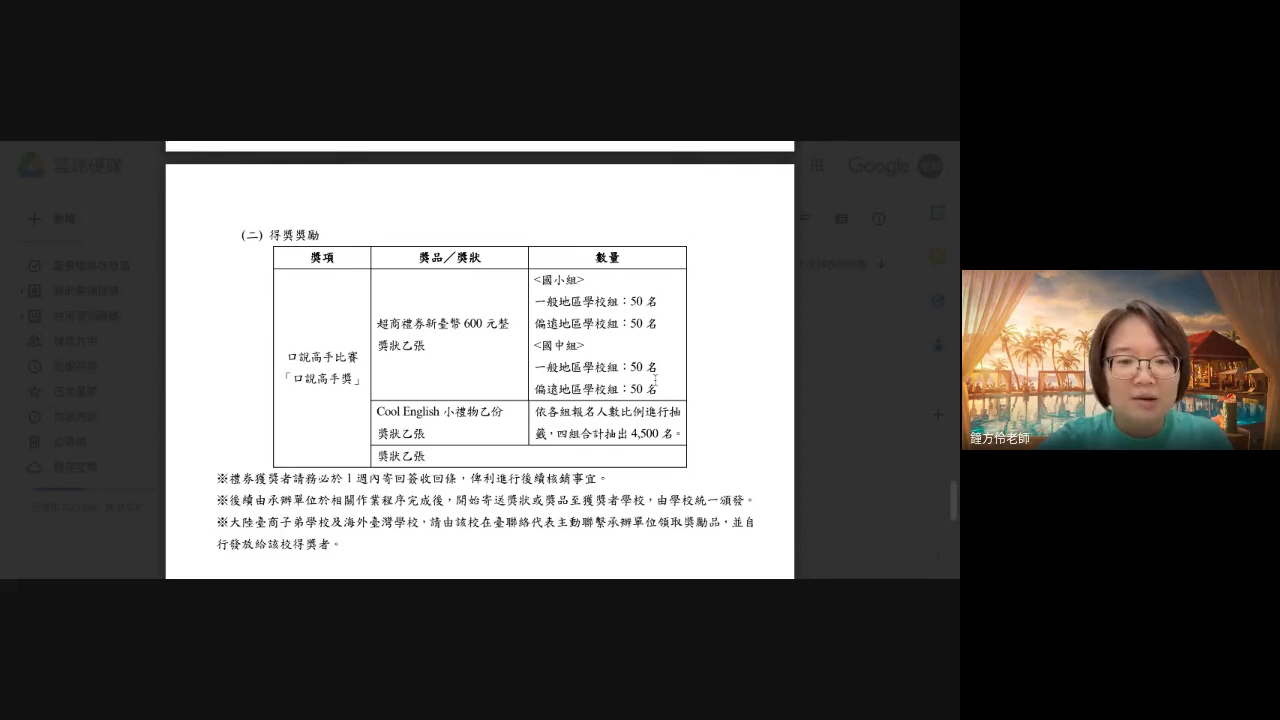 雲端硬碟
Google
新增
(二) 得獎獎勵
獎項
獎品／獎狀
數量
口說高手比賽
「口說高手獎」
超商禮券新臺幣 600 元整
獎狀乙張
<國小組>
一般地區學校組：50 名
偏遠地區學校組：50 名
<國中組>
一般地區學校組：50 名
偏遠地區學校組：50 名
Cool English 小禮物乙份
獎狀乙張
依各組報名人數比例進行抽
籤，四組合計抽出 4,500 名。
獎狀乙張
※禮券獲獎者請務必於 1 週內寄回簽收回條，俾利進行後續核銷事宜。
※後續由承辦單位於相關作業程序完成後，開始寄送獎狀或獎品至獲獎者學校，由學校統一頒發。
※大陸臺商子弟學校及海外臺灣學校，請由該校在臺聯絡代表主動聯繫承辦單位領取獎勵品，並自
行發放給該校得獎者。
鐘方伶老師